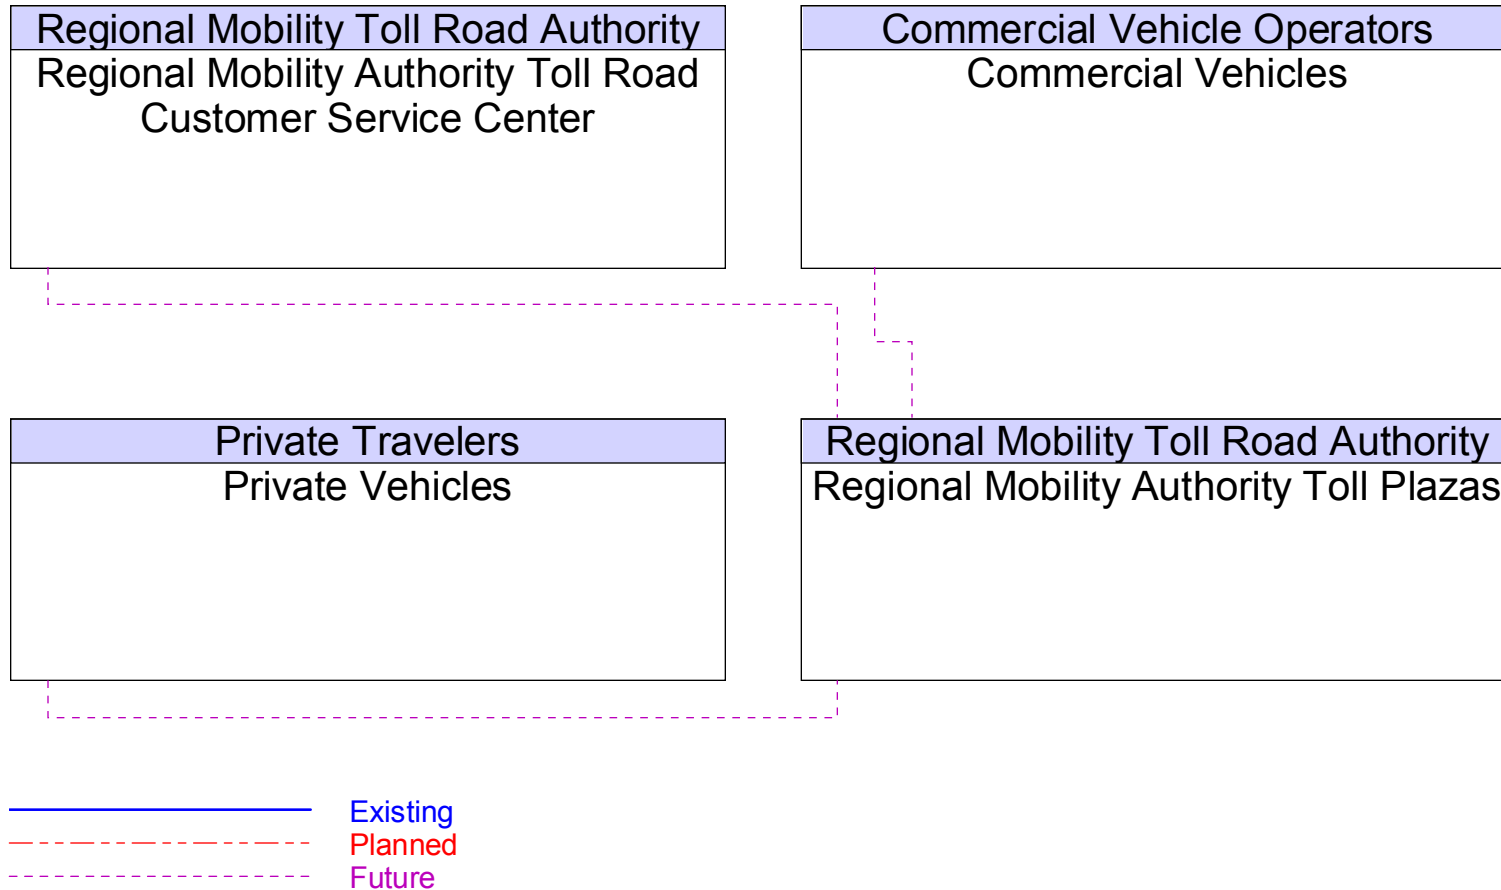 Regional Mobility Toll Road Authority
Regional Mobility Authority Toll Road
Customer Service Center
Commercial Vehicle Operators
Commercial Vehicles
Private Travelers
Private Vehicles
Regional Mobility Toll Road Authority
Regional Mobility Authority Toll Plazas
Existing
Planned
Future